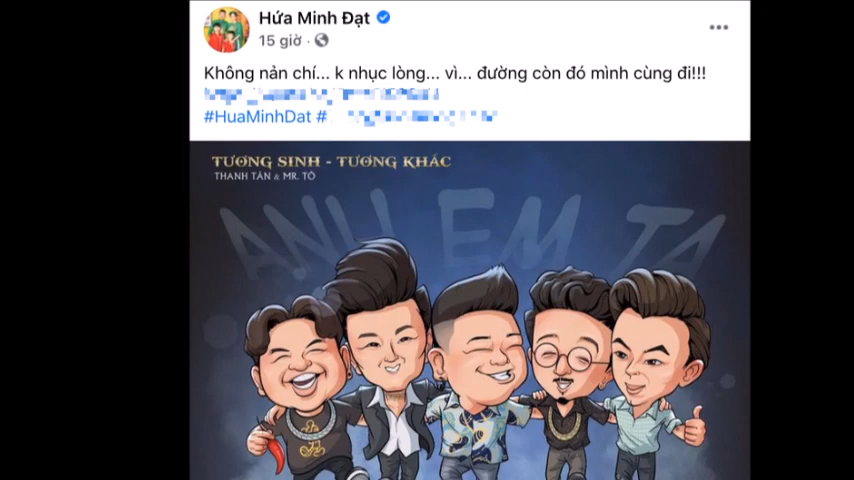 Hứa Minh Đạt
15 giờ ·
Không nản chí... k nhục lòng... vì... đường còn đó mình cùng đi!!!
#HuaMinhDat #
TƯƠNG SINH - TƯƠNG KHẮC
THANH TÂN & MR. TÔ
ANH EM TA